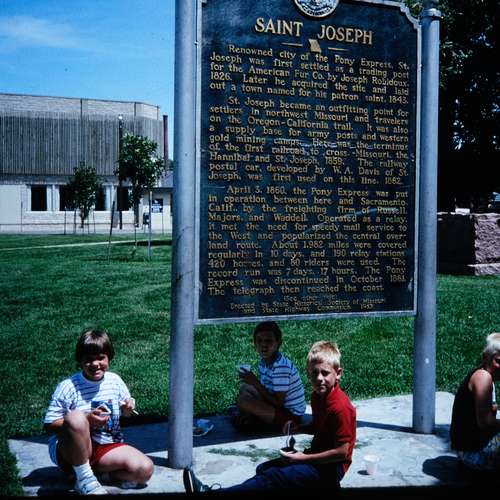 SAINT JOSEPH
Renowned city of the Pony Express, St.
Joseph was first settled as a trading post
for the American Fur Co. by Joseph Robidoux,
1826. Later he acquired the site and laid
out a town named for his patron saint, 1843.
St. Joseph became an outfitting point for
settlers in northwest Missouri and travelers
on the Oregon-California trail. It was also
a supply base for army posts and western
gold mining camps. Here was the terminus
of the first railroad to cross Missouri, the
Hannibal and St. Joseph, 1859. The railway
postal car, developed by W. A. Davis of St.
Joseph, was first used on this line, 1862.
April 3, 1860, the Pony Express was put
in operation between here and Sacramento,
Calif., by the freighting firm of Russell,
Majors, and Waddell. Operated as a relay,
it met the need for speedy mail service to
the West and popularized the central over-
land route. About 1,982 miles were covered
regularly in 10 days, and 190 relay stations,
420 horses, and 80 riders were used. The
record run was 7 days, 17 hours. The Pony
Express was discontinued in October 1861.
The telegraph then reached the coast.
(See other side)
Erected by State Historical Society of Missouri
and State Highway Commission, 1953